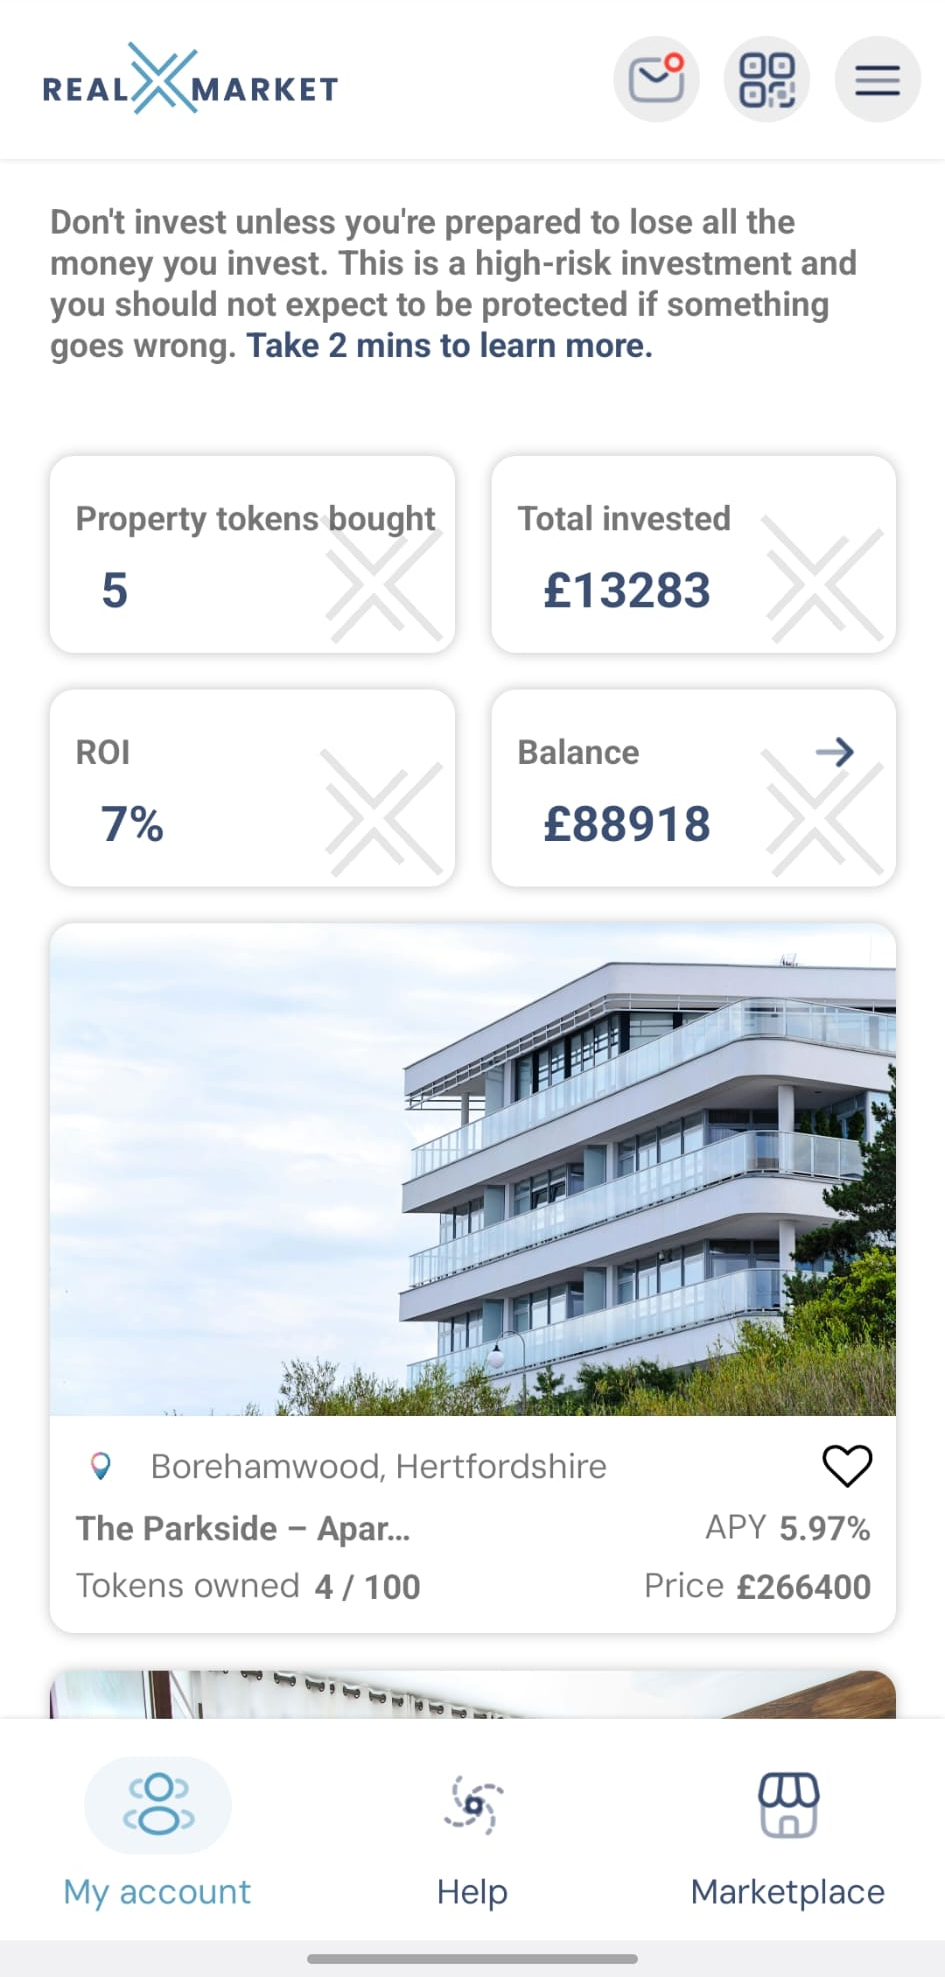 REAL MARKET
Don't invest unless you're prepared to lose all the
money you invest. This is a high-risk investment and
you should not expect to be protected if something
goes wrong. Take 2 mins to learn more.
Property tokens bought
5
Total invested
£13283
ROI
7%
Balance
£88918
Borehamwood, Hertfordshire
The Parkside – Apar...
APY 5.97%
Tokens owned 4 / 100
Price £266400
My account
Help
Marketplace